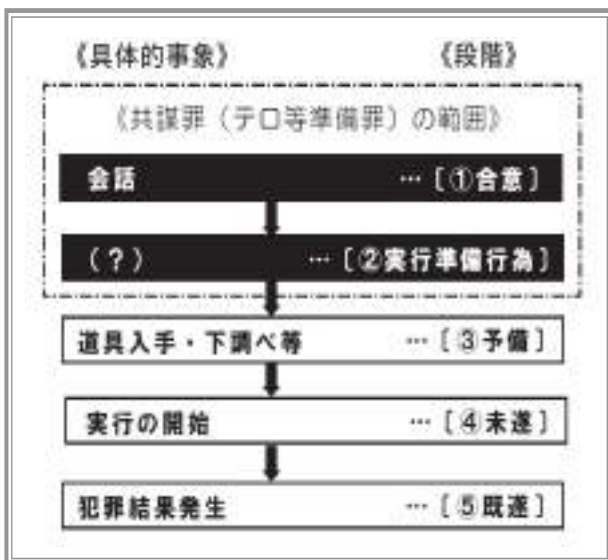 《具体的事象》 《段階》
《共謀罪（テロ等準備罪）の範囲》
会話 …［①合意］
（？） …［②実行準備行為］
道具入手・下調べ等 …［③予備］
実行の開始 …［④未遂］
犯罪結果発生 …［⑤既遂］